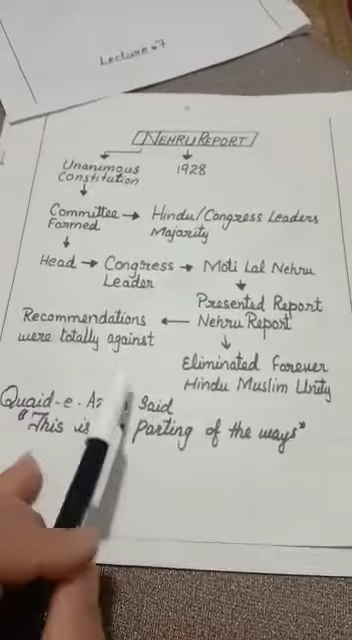 Lecture #7
NEHRU REPORT
Unanimous
Constitution
1928
Committee → Hindu/Congress Leaders
Formed
Majority
Head → Congress → Moti Lal Nehru
Leader
Presented Report
Recommendations ← Nehru Report
were totally against
Eliminated Forever
Hindu Muslim Unity
Quaid-e-Az Said
"This is parting of the ways"